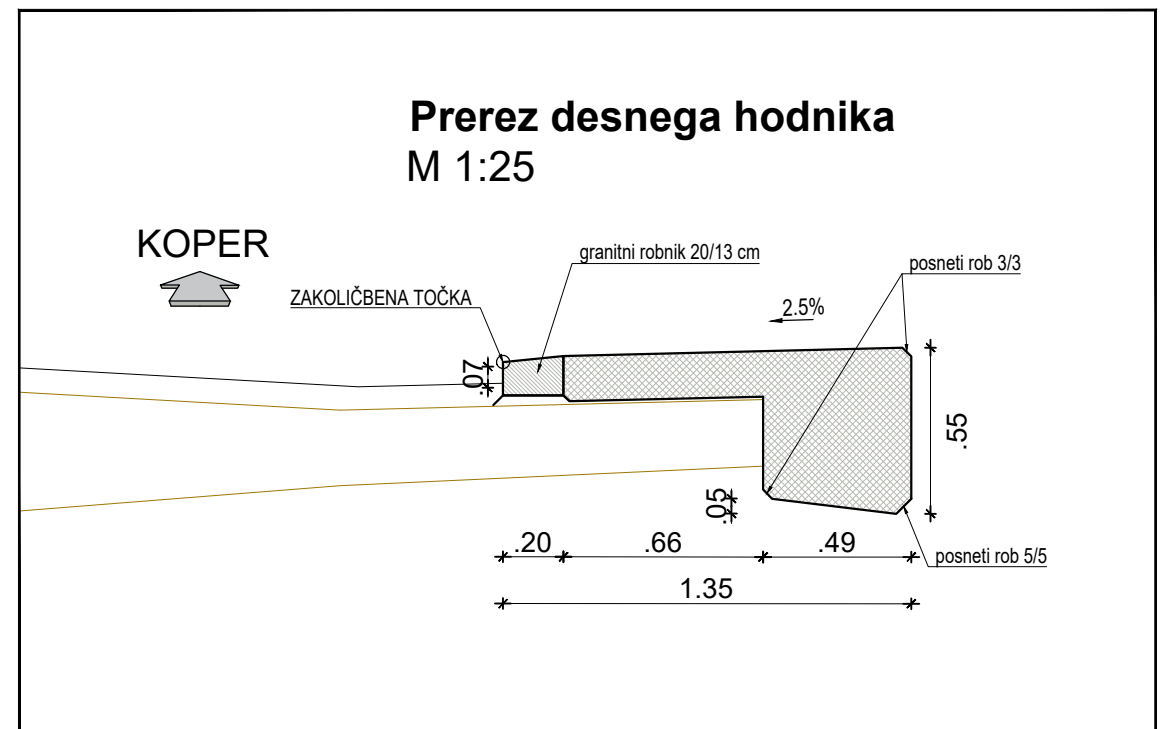 Prerez desnega hodnika
M 1:25
KOPER
granitni robnik 20/13 cm
posneti rob 3/3
ZAKOLIČBENA TOČKA
2.5%
.07
.55
.05
.20
.66
.49
posneti rob 5/5
1.35